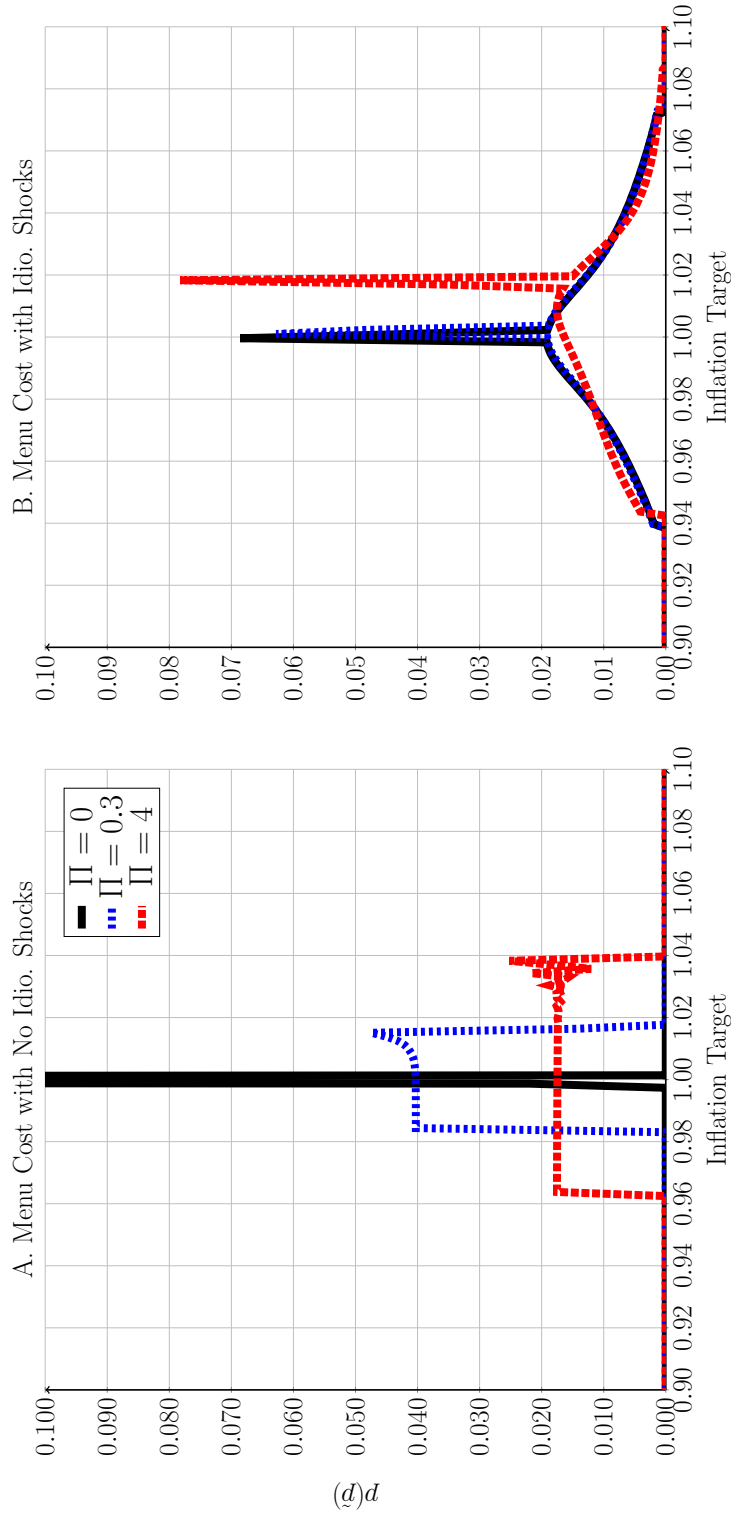 A. Menu Cost with No Idio. Shocks
0.100
0.090
0.080
0.070
0.060
0.050
0.040
0.030
0.020
0.010
0.000
p(p̰)
0.90 0.92 0.94 0.96 0.98 1.00 1.02 1.04 1.06 1.08 1.10
Inflation Target
Π = 0
Π = 0.3
Π = 4
B. Menu Cost with Idio. Shocks
0.10
0.09
0.08
0.07
0.06
0.05
0.04
0.03
0.02
0.01
0.00
0.90 0.92 0.94 0.96 0.98 1.00 1.02 1.04 1.06 1.08 1.10
Inflation Target